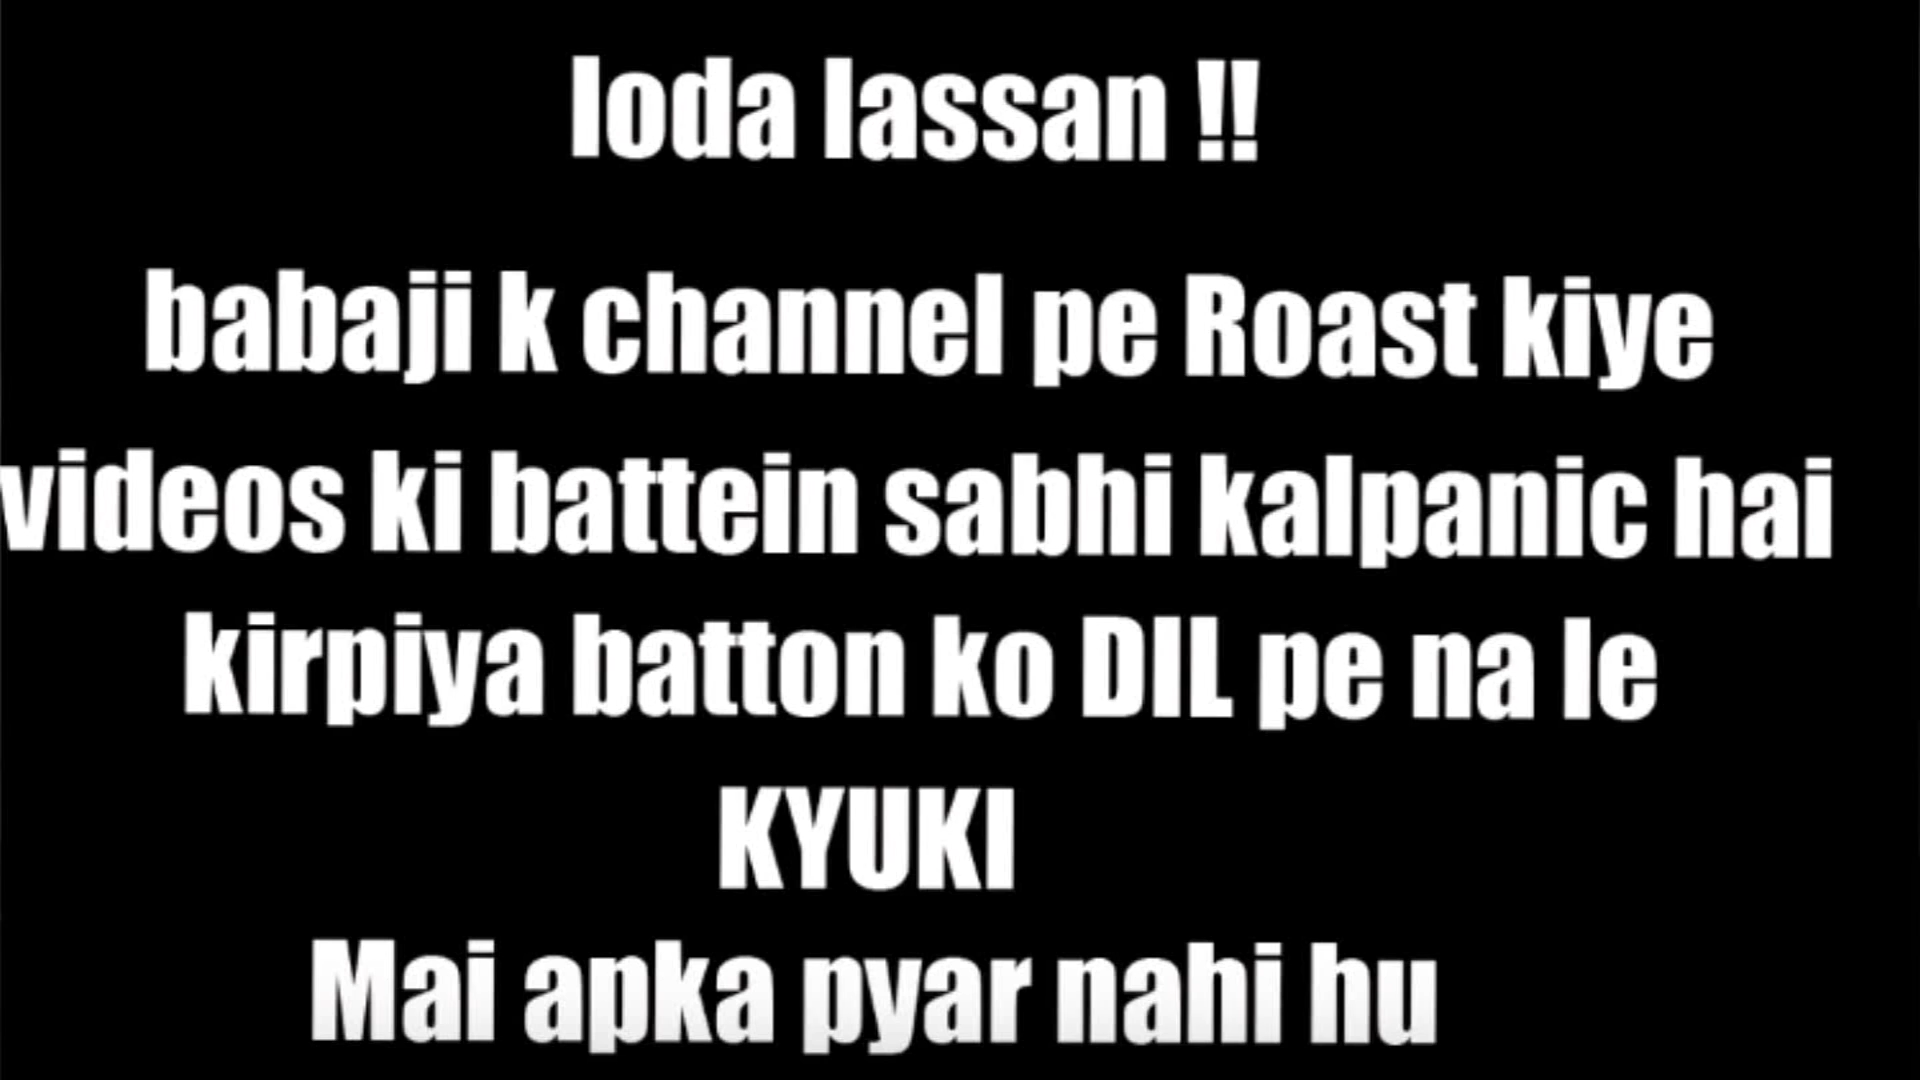 loda lassan !!
babaji k channel pe Roast kiye
videos ki battein sabhi kalpanic hai
kirpiya batton ko DIL pe na le
KYUKI
Mai apka pyar nahi hu